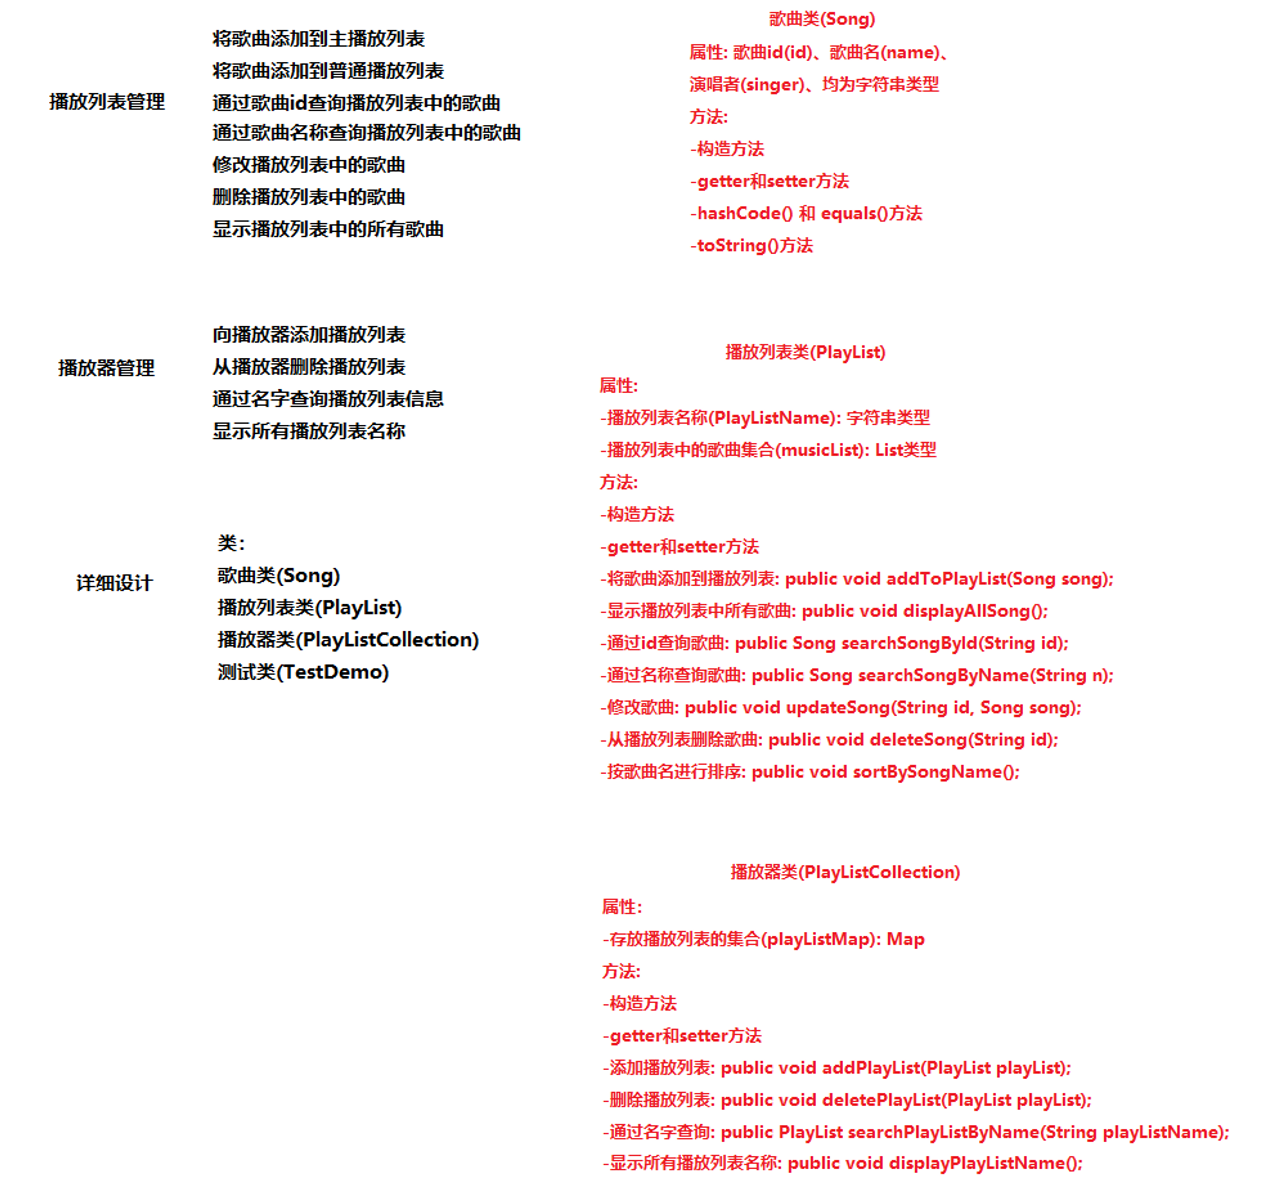 播放列表管理
将歌曲添加到主播放列表
将歌曲添加到普通播放列表
通过歌曲id查询播放列表中的歌曲
通过歌曲名称查询播放列表中的歌曲
修改播放列表中的歌曲
删除播放列表中的歌曲
显示播放列表中的所有歌曲
歌曲类(Song)
属性: 歌曲id(id)、歌曲名(name)、
演唱者(singer)、均为字符串类型
方法:
-构造方法
-getter和setter方法
-hashCode() 和 equals()方法
-toString()方法
播放器管理
向播放器添加播放列表
从播放器删除播放列表
通过名字查询播放列表信息
显示所有播放列表名称
播放列表类(PlayList)
属性:
-播放列表名称(PlayListName): 字符串类型
-播放列表中的歌曲集合(musicList): List类型
方法:
-构造方法
-getter和setter方法
-将歌曲添加到播放列表: public void addToPlayList(Song song);
-显示播放列表中所有歌曲: public void displayAllSong();
-通过id查询歌曲: public Song searchSongById(String id);
-通过名称查询歌曲: public Song searchSongByName(String n);
-修改歌曲: public void updateSong(String id, Song song);
-从播放列表删除歌曲: public void deleteSong(String id);
-按歌曲名进行排序: public void sortBySongName();
详细设计
类:
歌曲类(Song)
播放列表类(PlayList)
播放器类(PlayListCollection)
测试类(TestDemo)
播放器类(PlayListCollection)
属性:
-存放播放列表的集合(playListMap): Map
方法:
-构造方法
-getter和setter方法
-添加播放列表: public void addPlayList(PlayList playList);
-删除播放列表: public void deletePlayList(PlayList playList);
-通过名字查询: public PlayList searchPlayListByName(String playListName);
-显示所有播放列表名称: public void displayPlayListName();